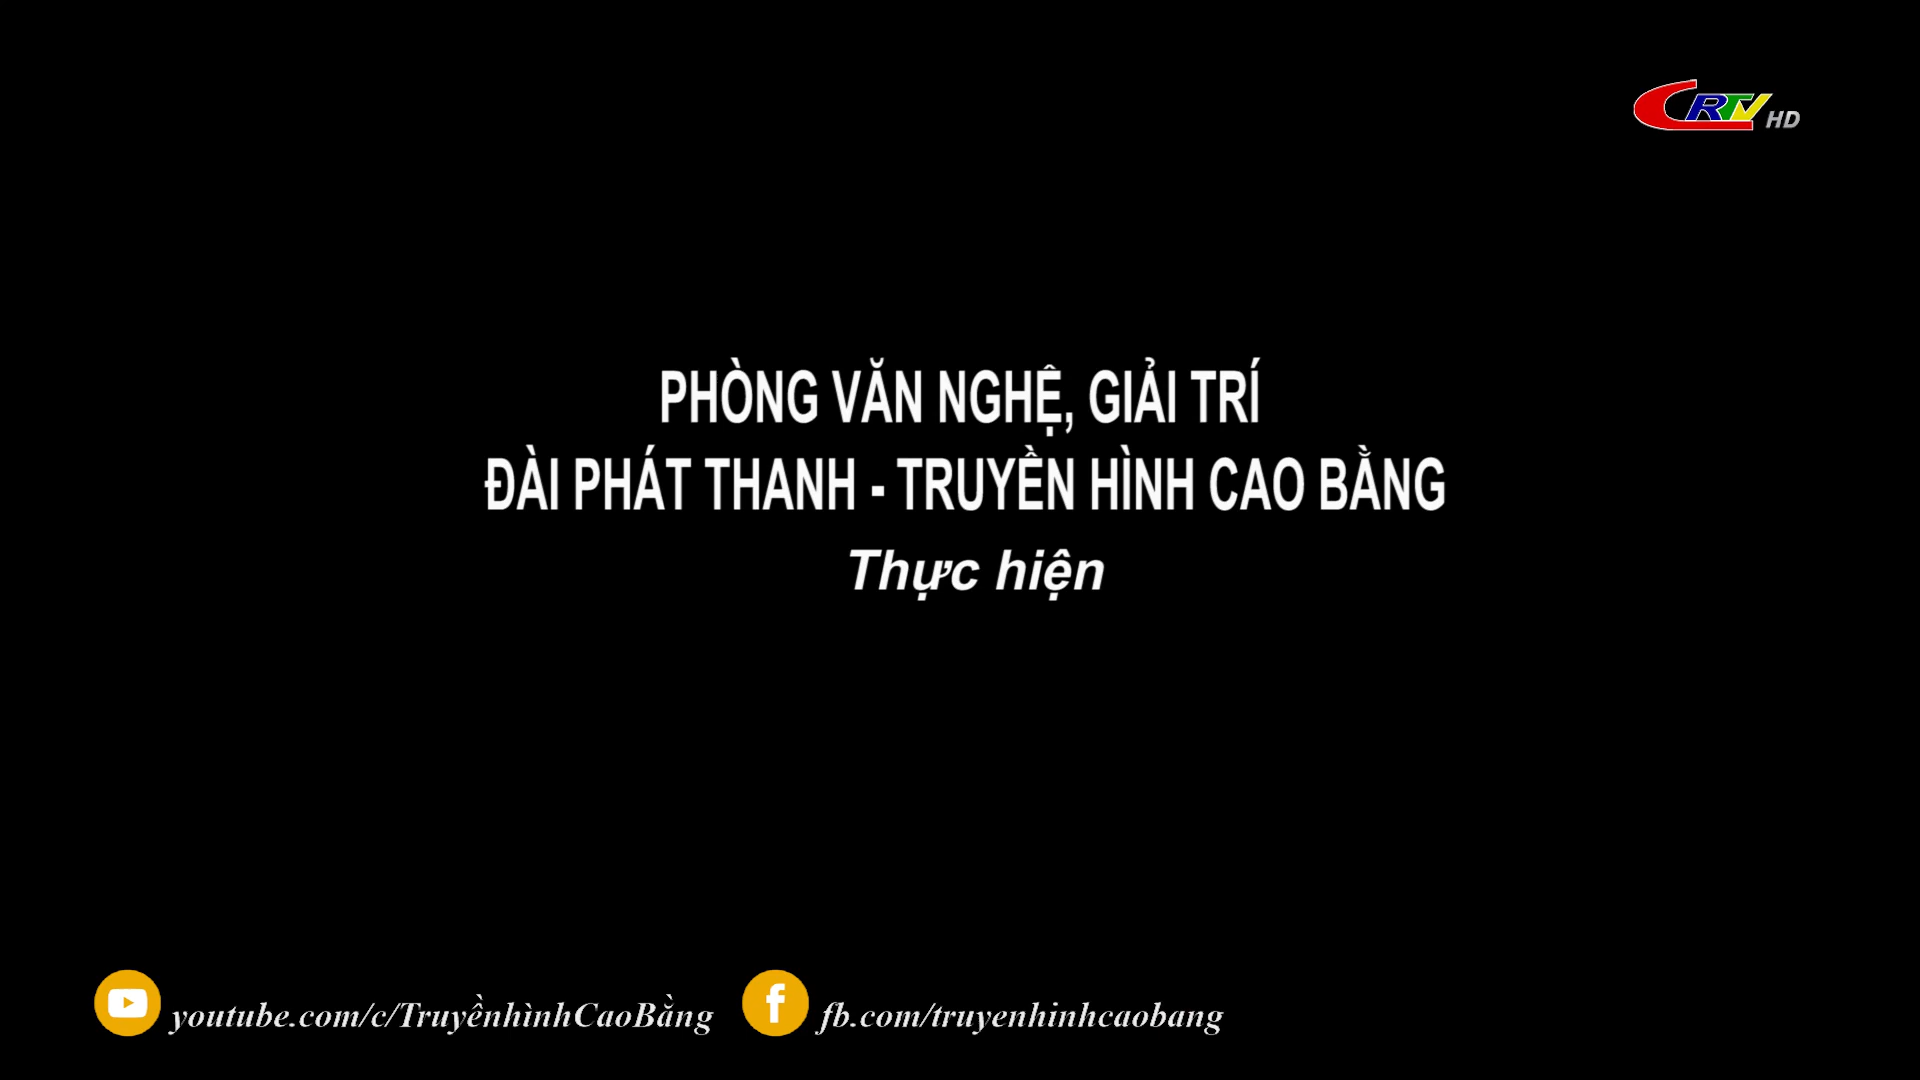 CRTV HD
PHÒNG VĂN NGHỆ, GIẢI TRÍ
ĐÀI PHÁT THANH - TRUYỀN HÌNH CAO BẰNG
Thực hiện
youtube.com/c/TruyềnhìnhCaoBằng
fb.com/truyenhinhcaobang